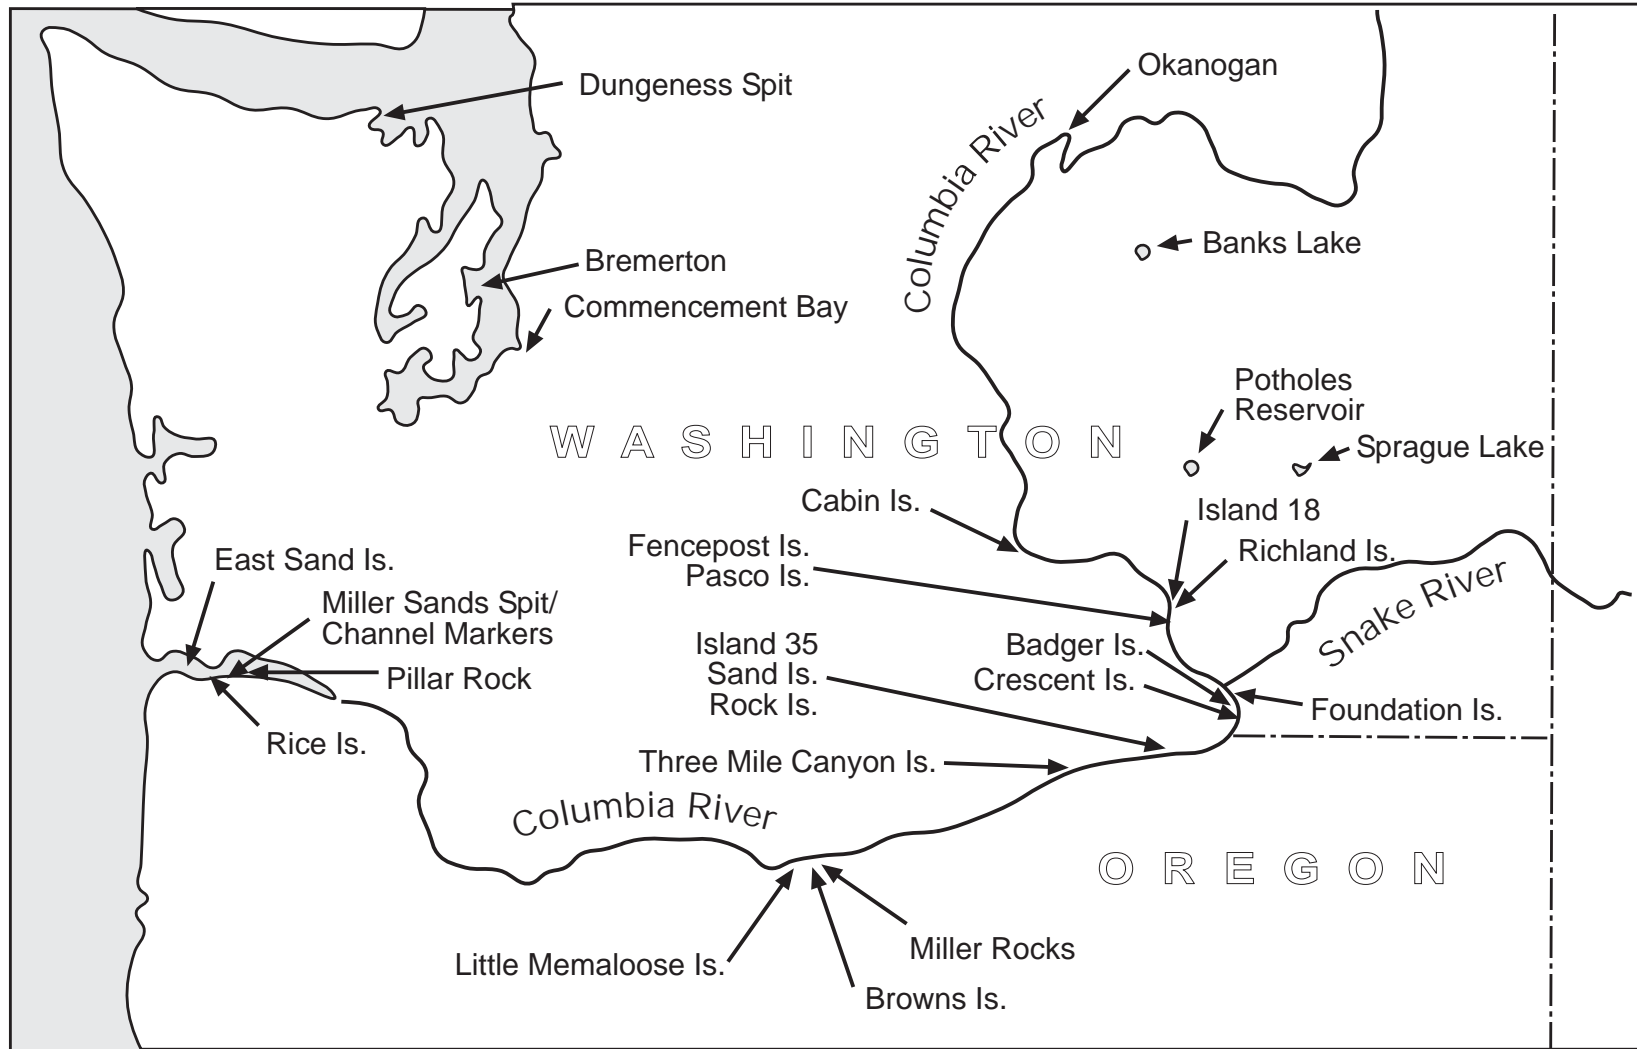 Okanogan
Dungeness Spit
Columbia River
Banks Lake
Bremerton
Commencement Bay
Potholes
Reservoir
WASHINGTON
Sprague Lake
Cabin Is.
Island 18
Fencepost Is.
Pasco Is.
Richland Is.
East Sand Is.
Snake River
Miller Sands Spit/
Channel Markers
Pillar Rock
Island 35
Sand Is.
Rock Is.
Badger Is.
Crescent Is.
Foundation Is.
Rice Is.
Three Mile Canyon Is.
Columbia River
OREGON
Miller Rocks
Little Memaloose Is.
Browns Is.